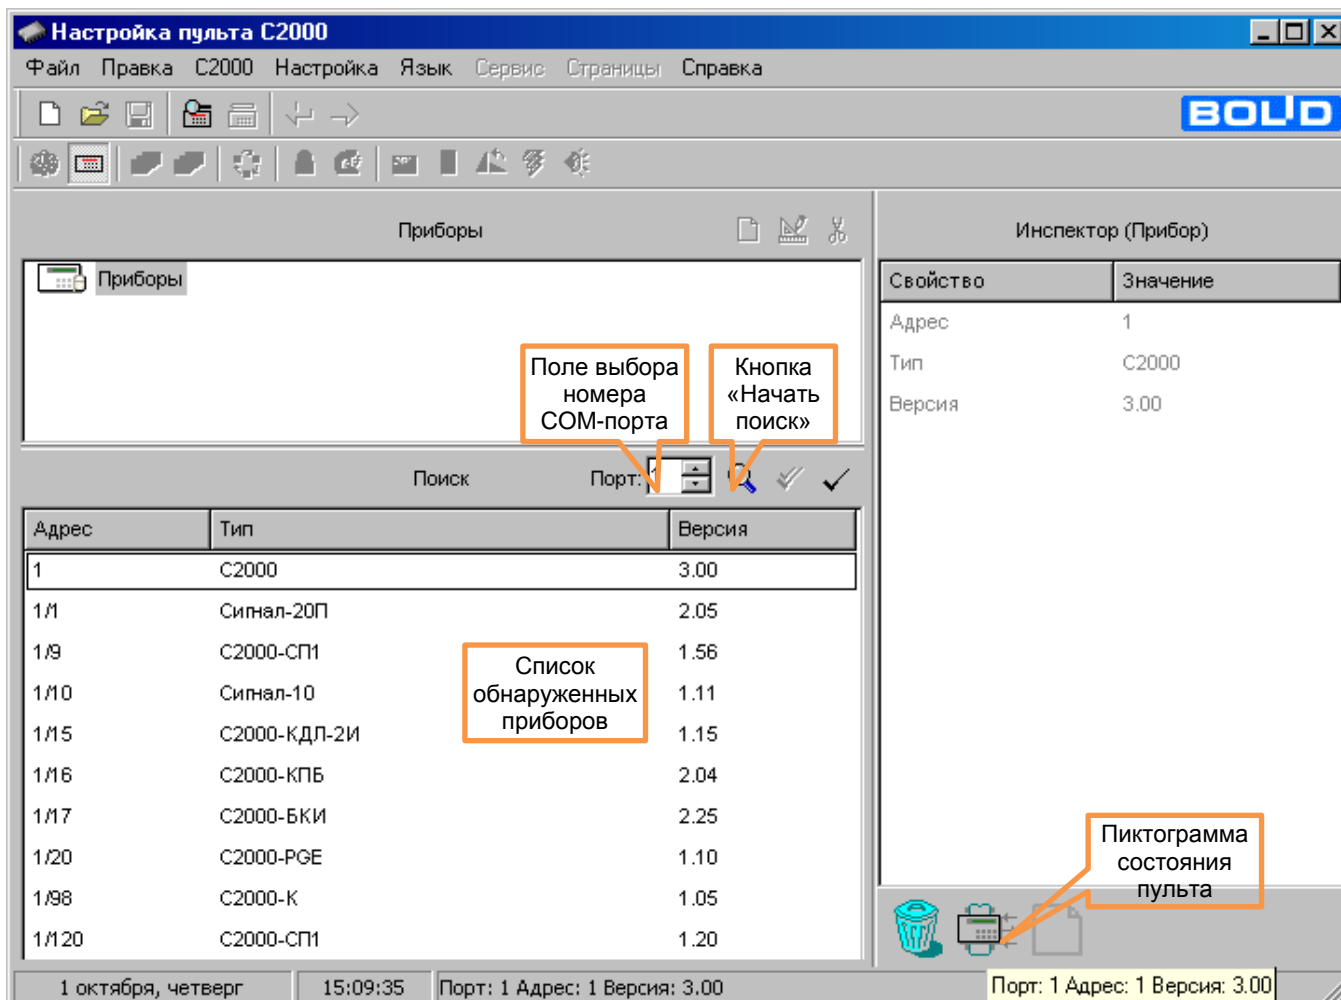 Настройка пульта С2000
Файл Правка С2000 Настройка Язык Сервис Страницы Справка
BOLID
Приборы
Инспектор (Прибор)
Приборы
Свойство Значение
Адрес 1
Тип С2000
Версия 3.00
Поле выбора
номера
СОМ-порта
Кнопка
«Начать
поиск»
Поиск Порт: 1
Адрес Тип Версия
1 С2000 3.00
1/1 Сигнал-20П 2.05
1/9 С2000-СП1 1.56
1/10 Сигнал-10 1.11
1/15 С2000-КДЛ-2И 1.15
1/16 С2000-КПБ 2.04
1/17 С2000-БКИ 2.25
1/20 С2000-PGE 1.10
1/98 С2000-К 1.05
1/120 С2000-СП1 1.20
Список
обнаруженных
приборов
Пиктограмма
состояния
пульта
1 октября, четверг 15:09:35 Порт: 1 Адрес: 1 Версия: 3.00
Порт: 1 Адрес: 1 Версия: 3.00